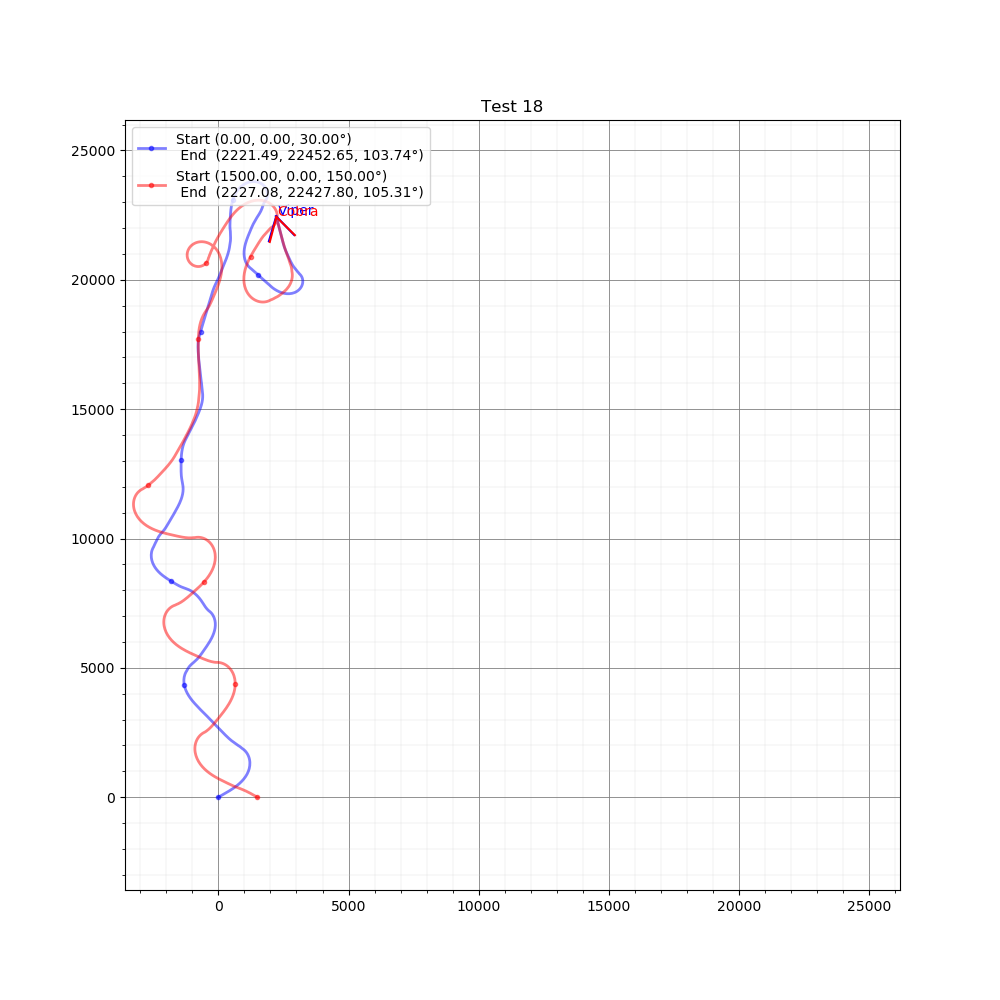 Test 18
Start (0.00, 0.00, 30.00°)
End (2221.49, 22452.65, 103.74°)
Start (1500.00, 0.00, 150.00°)
End (2227.08, 22427.80, 105.31°)
Viper
Cobra
25000
20000
15000
10000
5000
0
0 5000 10000 15000 20000 25000